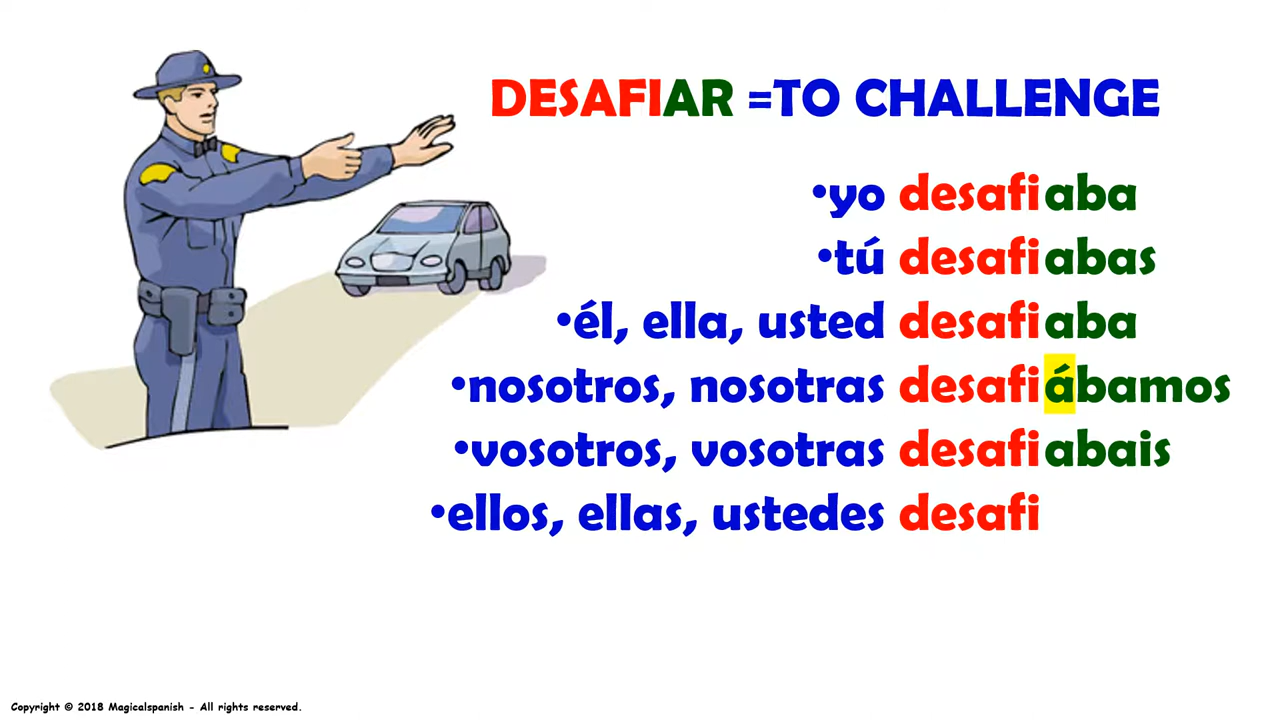 DESAFIAR =TO CHALLENGE
•yo desafiaba
•tú desafiabas
•él, ella, usted desafiaba
•nosotros, nosotras desafiábamos
•vosotros, vosotras desafiabais
•ellos, ellas, ustedes desafi
Copyright © 2018 Magicalspanish - All rights reserved.